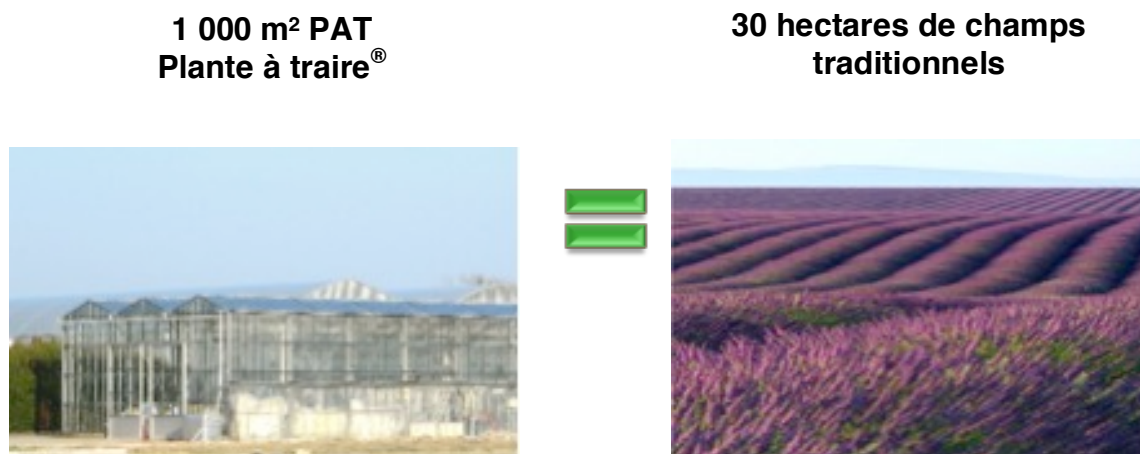 1 000 m² PAT
Plante à traire®
30 hectares de champs
traditionnels